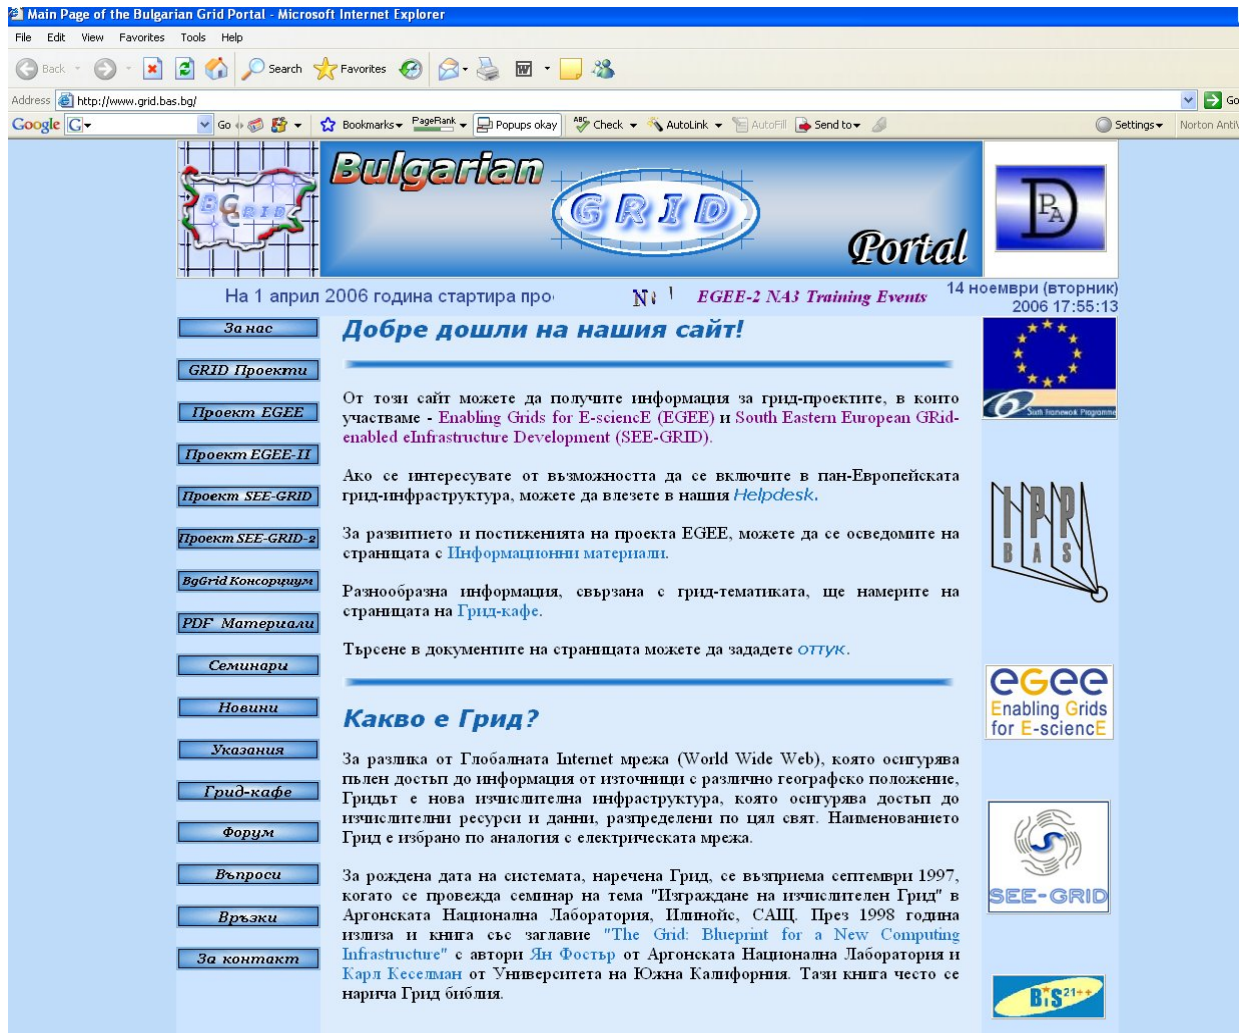 Main Page of the Bulgarian Grid Portal - Microsoft Internet Explorer
File Edit View Favorites Tools Help
Back Search Favorites
Address http://www.grid.bas.bg/ Go
Google G Go Bookmarks PageRank Popups okay ABC Check AutoLink AutoFill Send to Settings Norton
BG RID
Bulgarian
GRID
Portal
DPA
На 1 април 2006 година стартира
EGEE-2 NA3 Training Events
14 ноември (вторник)
2006 17:55:13
За нас
GRID Проекти
Проект EGEE
Проект EGEE-II
Проект SEE-GRID
Проект SEE-GRID-2
BgGrid Консорциум
PDF Материали
Семинари
Новини
Указания
Грид-кафе
Форум
Въпроси
Връзки
За контакт
Добре дошли на нашия сайт!
От този сайт можете да получите информация за грид-проектите, в които
участваме - Enabling Grids for E-sciencE (EGEE) и South Eastern European GRid-
enabled eInfrastructure Development (SEE-GRID).
Ако се интересувате от възможността да се включите в пан-Европейската
грид-инфраструктура, можете да влезете в нашия Helpdesk.
За развитието и постиженията на проекта EGEE, можете да се осведомите на
страницата с Информационни материали.
Разнообразна информация, свързана с грид-тематиката, ще намерите на
страницата на Грид-кафе.
Търсене в документите на страницата можете да зададете оттук.
Какво е Грид?
За разлика от Глобалната Internet мрежа (World Wide Web), която осигурява
пълен достъп до информация от източници с различно географско положение,
Гридът е нова изчислителна инфраструктура, която осигурява достъп до
изчислителни ресурси и данни, разпределени по цял свят. Наименованието
Грид е избрано по аналогия с електрическата мрежа.
За рождена дата на системата, наречена Грид, се възприема септември 1997,
когато се провежда семинар на тема "Изграждане на изчислителен Грид" в
Аргонската Национална Лаборатория, Илинойс, САЩ. През 1998 година
излиза и книга със заглавие "The Grid: Blueprint for a New Computing
Infrastructure" с автори Ян Фостър от Аргонската Национална Лаборатория и
Карл Кеселман от Университета на Южна Калифорния. Тази книга често се
нарича Грид библия.
6 Sixth Framework Programme
IPP
BAS
egee
Enabling Grids
for E-sciencE
SEE-GRID
BIS 21++